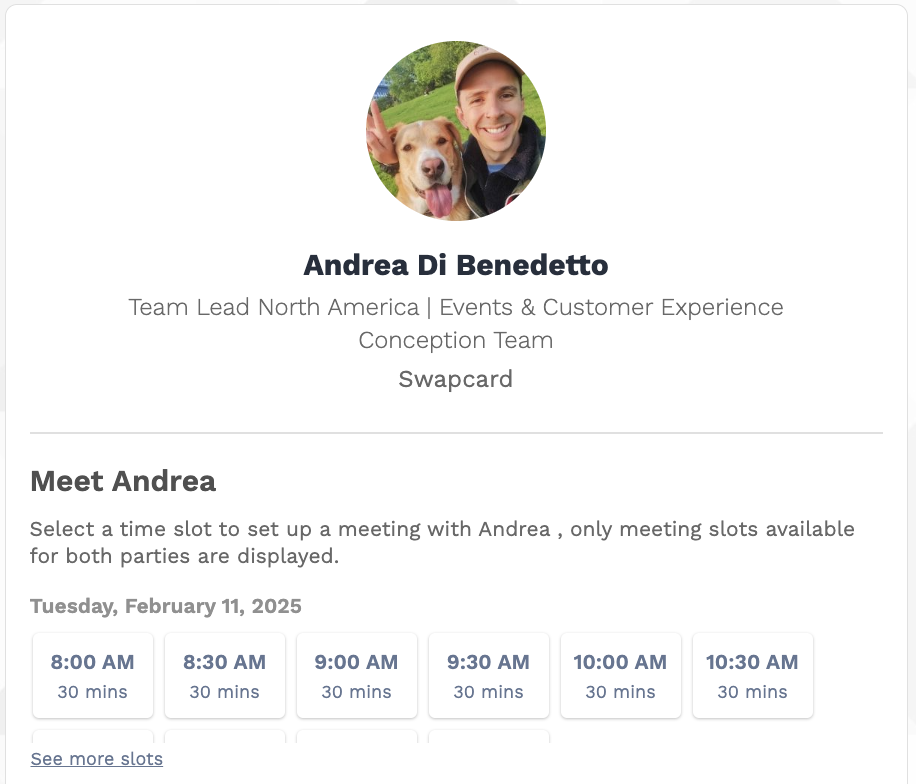 Andrea Di Benedetto
Team Lead North America | Events & Customer Experience
Conception Team
Swapcard
Meet Andrea
Select a time slot to set up a meeting with Andrea , only meeting slots available
for both parties are displayed.
Tuesday, February 11, 2025
8:00 AM 8:30 AM 9:00 AM 9:30 AM 10:00 AM 10:30 AM
30 mins 30 mins 30 mins 30 mins 30 mins 30 mins
See more slots